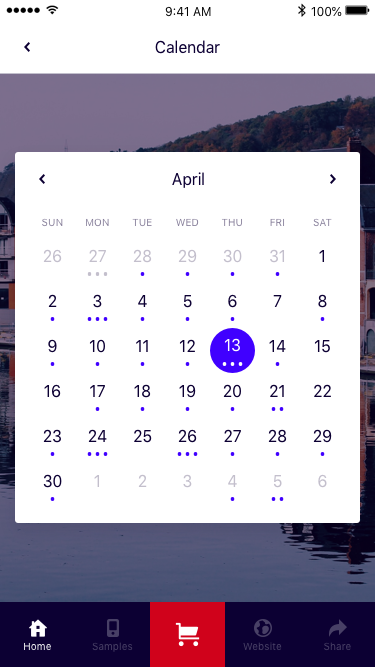 9:41 AM 100%
Calendar
April
SUN MON TUE WED THU FRI SAT
26 27 28 29 30 31 1
2 3 4 5 6 7 8
9 10 11 12 13 14 15
16 17 18 19 20 21 22
23 24 25 26 27 28 29
30 1 2 3 4 5 6
Home Samples Website Share